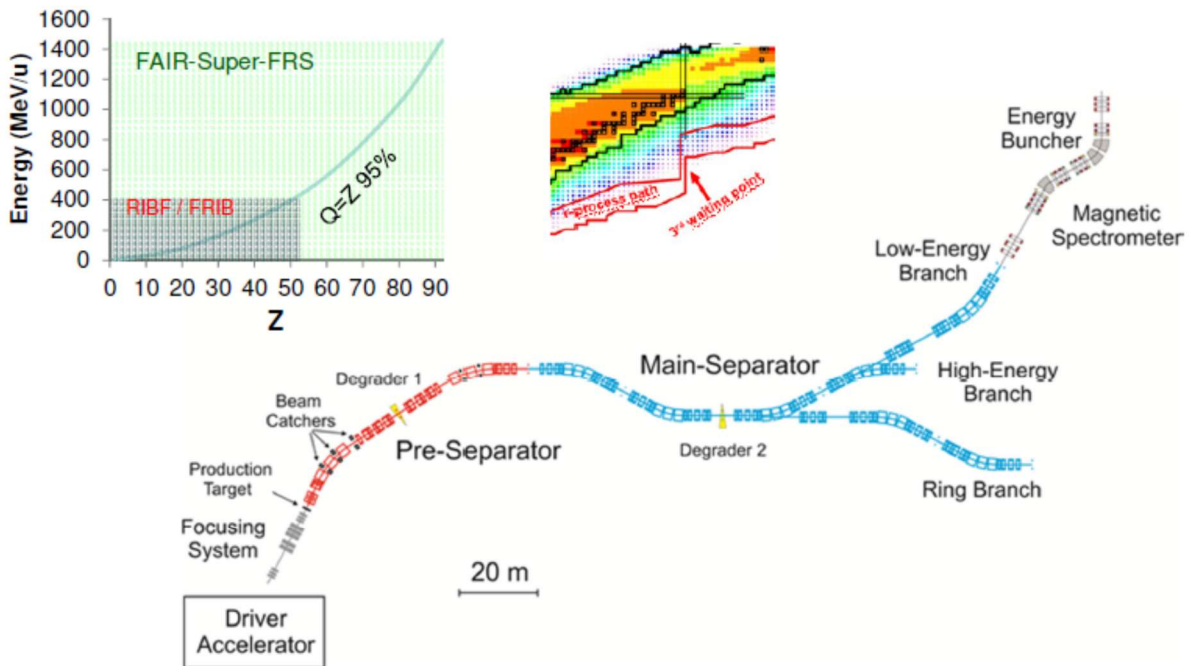 1600
1400
1200
1000
800
600
400
200
0
Energy (MeV/u)
FAIR-Super-FRS
RIBF / FRIB
Q=Z 95%
0 10 20 30 40 50 60 70 80 90
Z
r-process path
3rd waiting point
Energy
Buncher
Magnetic
Spectrometer
Low-Energy
Branch
Main-Separator
High-Energy
Branch
Degrader 1
Beam
Catchers
Pre-Separator
Degrader 2
Production
Target
Ring Branch
Focusing
System
20 m
Driver
Accelerator